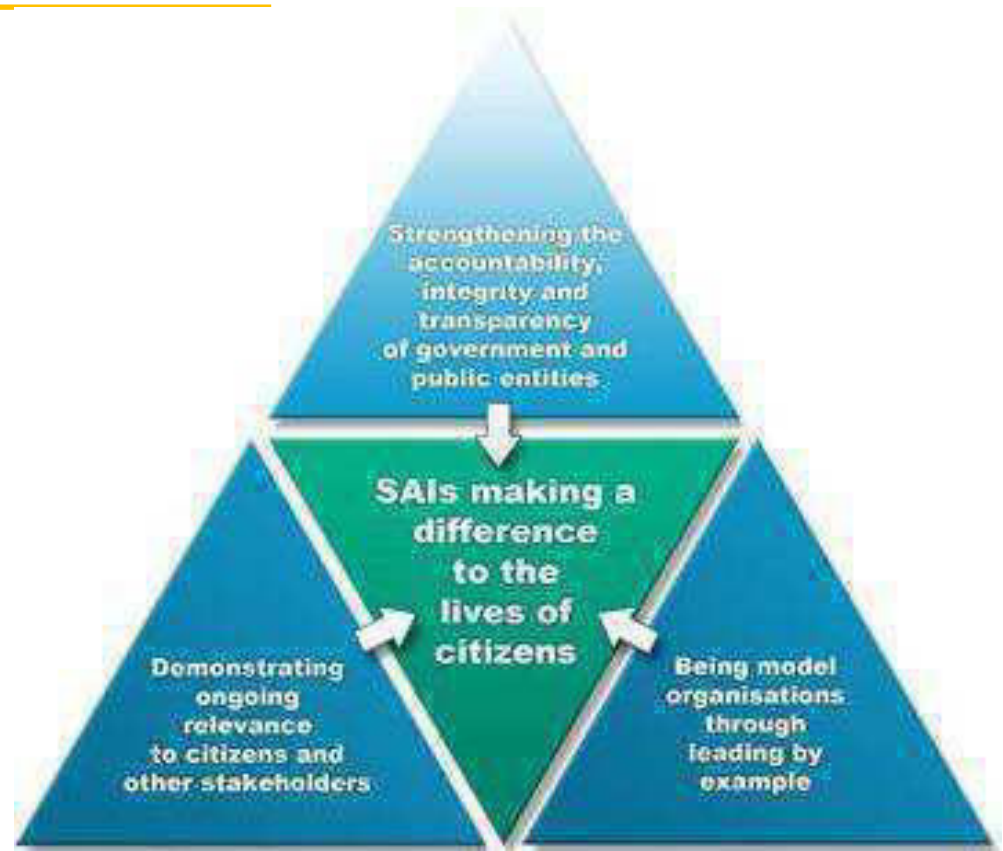 Strengthening the
accountability,
integrity and
transparency
of government and
public entities
SAIs making a
difference
to the
lives of
citizens
Demonstrating
ongoing
relevance
to citizens and
other stakeholders
Being model
organisations
through
leading by
example